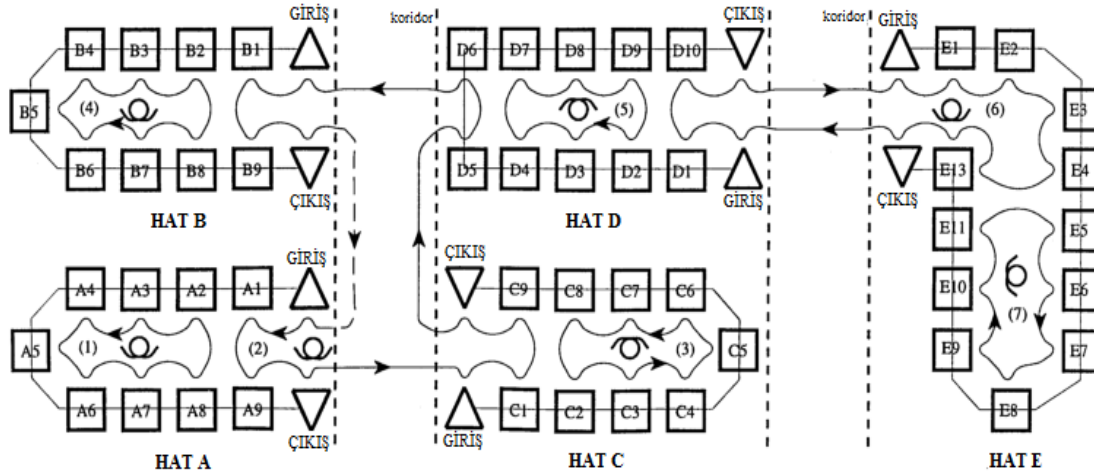 GİRİŞ
koridor
ÇIKIŞ
koridor
GİRİŞ
B4 B3 B2 B1
D6 D7 D8 D9 D10
E1 E2
B5 (4)
(5)
(6)
E3
B6 B7 B8 B9
D5 D4 D3 D2 D1
E13 E4
ÇIKIŞ
GİRİŞ
ÇIKIŞ
HAT B
HAT D
E11 E5
GİRİŞ
ÇIKIŞ
A4 A3 A2 A1
C9 C8 C7 C6
E10 E6
(7)
A5 (1) (2)
(3) C5
E9 E7
A6 A7 A8 A9
C1 C2 C3 C4
E8
ÇIKIŞ
GİRİŞ
HAT A
HAT C
HAT E